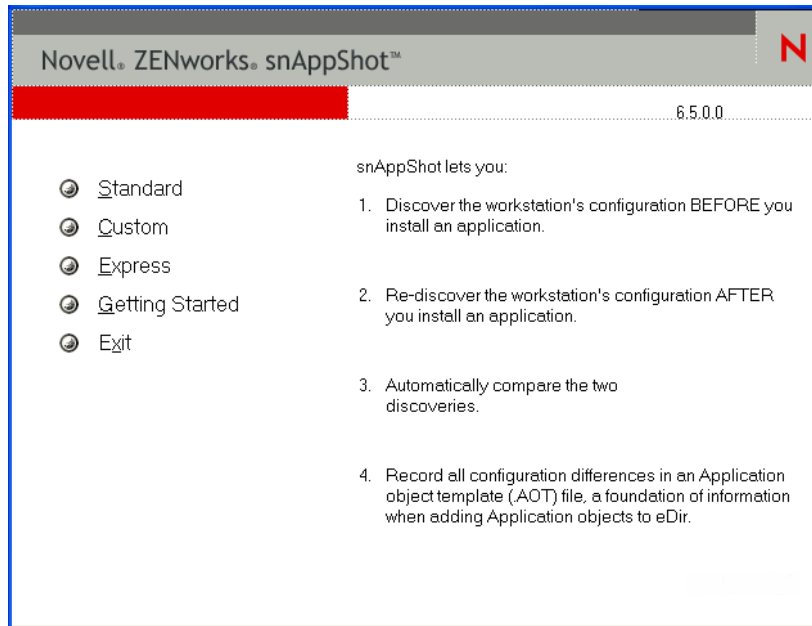 Novell® ZENworks® snAppShot™
N
6.5.0.0
Standard
Custom
Express
Getting Started
Exit
snAppShot lets you:
1. Discover the workstation's configuration BEFORE you
install an application.
2. Re-discover the workstation's configuration AFTER
you install an application.
3. Automatically compare the two
discoveries.
4. Record all configuration differences in an Application
object template (.AOT) file, a foundation of information
when adding Application objects to eDir.